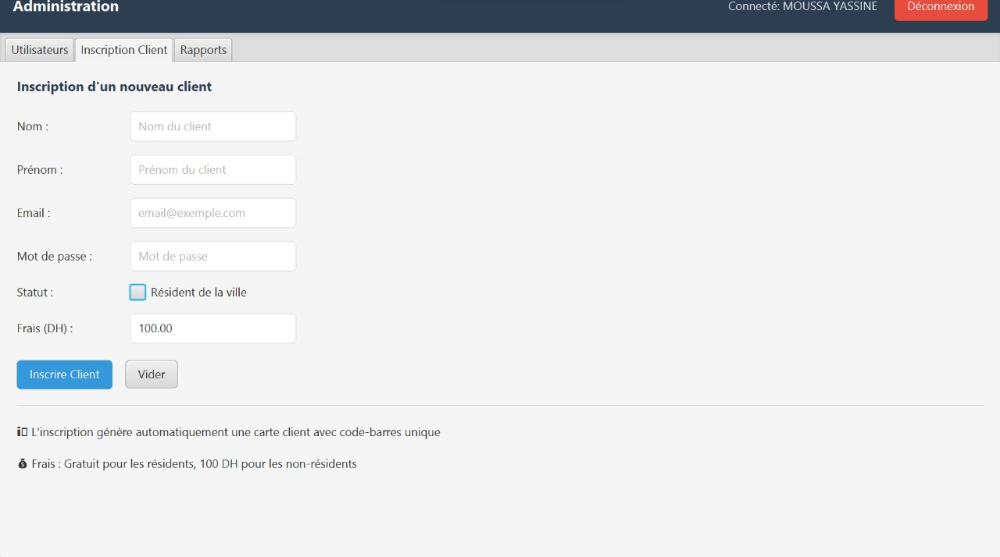 Administration
Connecté: MOUSSA YASSINE
Déconnexion
Utilisateurs
Inscription Client
Rapports
Inscription d'un nouveau client
Nom :
Nom du client
Prénom :
Prénom du client
Email :
email@exemple.com
Mot de passe :
Mot de passe
Statut :
Résident de la ville
Frais (DH) :
100.00
Inscrire Client
Vider
L'inscription génère automatiquement une carte client avec code-barres unique
Frais : Gratuit pour les résidents, 100 DH pour les non-résidents